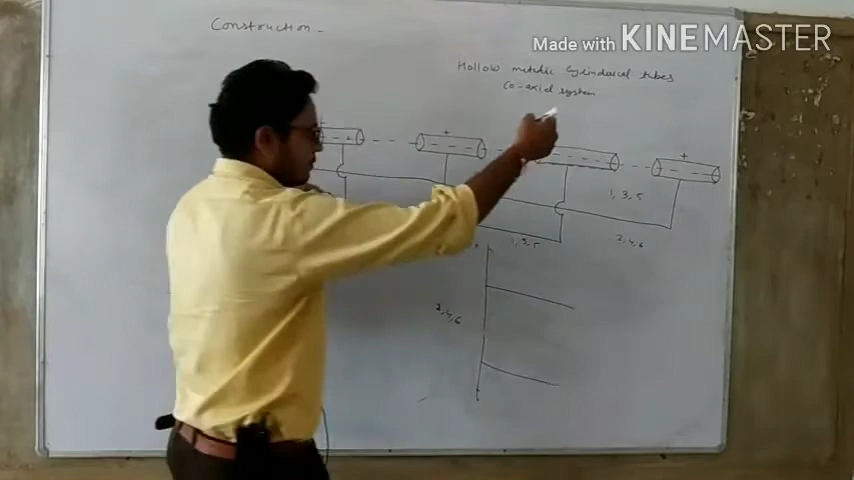 Construction -
Made with KINEMASTER
Hollow metallic Cylinderical tubes
Co-axial system
+
+
1, 3, 5
1, 3, 5
2, 4, 6
2, 4, 6